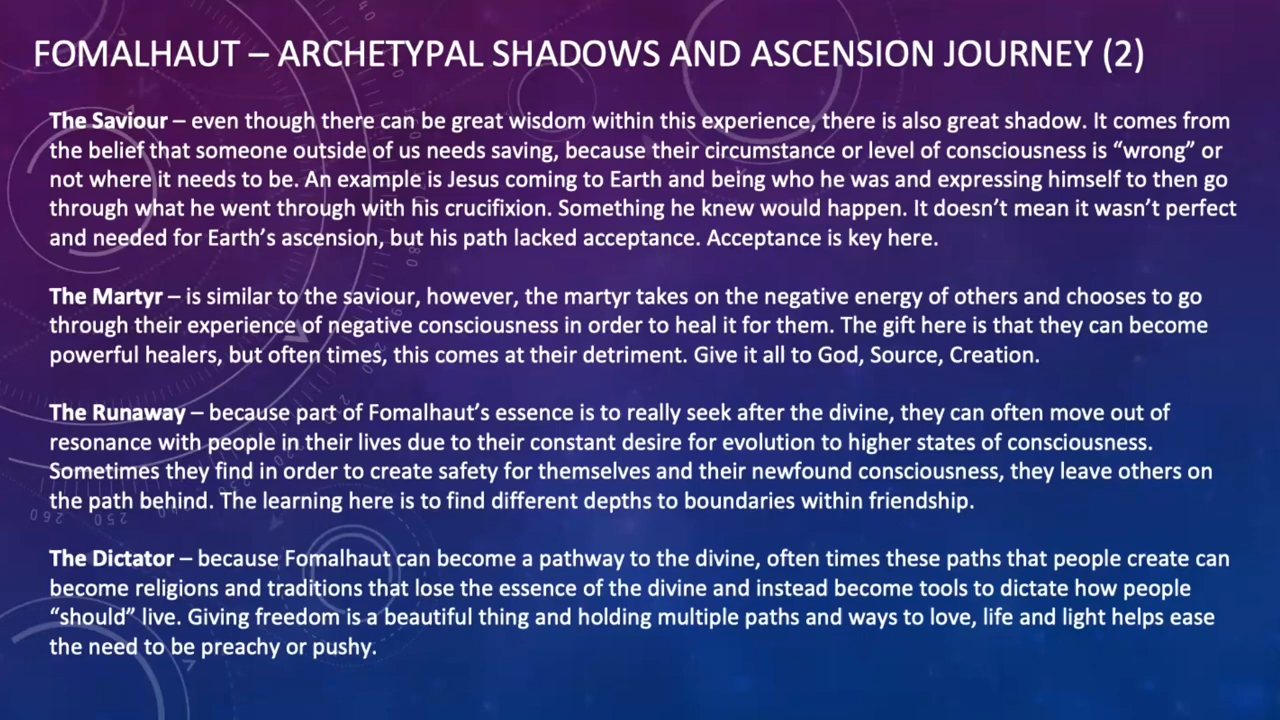 FOMALHAUT – ARCHETYPAL SHADOWS AND ASCENSION JOURNEY (2)
The Saviour – even though there can be great wisdom within this experience, there is also great shadow. It comes from
the belief that someone outside of us needs saving, because their circumstance or level of consciousness is “wrong” or
not where it needs to be. An example is Jesus coming to Earth and being who he was and expressing himself to then go
through what he went through with his crucifixion. Something he knew would happen. It doesn’t mean it wasn’t perfect
and needed for Earth’s ascension, but his path lacked acceptance. Acceptance is key here.
The Martyr – is similar to the saviour, however, the martyr takes on the negative energy of others and chooses to go
through their experience of negative consciousness in order to heal it for them. The gift here is that they can become
powerful healers, but often times, this comes at their detriment. Give it all to God, Source, Creation.
The Runaway – because part of Fomalhaut’s essence is to really seek after the divine, they can often move out of
resonance with people in their lives due to their constant desire for evolution to higher states of consciousness.
Sometimes they find in order to create safety for themselves and their newfound consciousness, they leave others on
the path behind. The learning here is to find different depths to boundaries within friendship.
The Dictator – because Fomalhaut can become a pathway to the divine, often times these paths that people create can
become religions and traditions that lose the essence of the divine and instead become tools to dictate how people
“should” live. Giving freedom is a beautiful thing and holding multiple paths and ways to love, life and light helps ease
the need to be preachy or pushy.